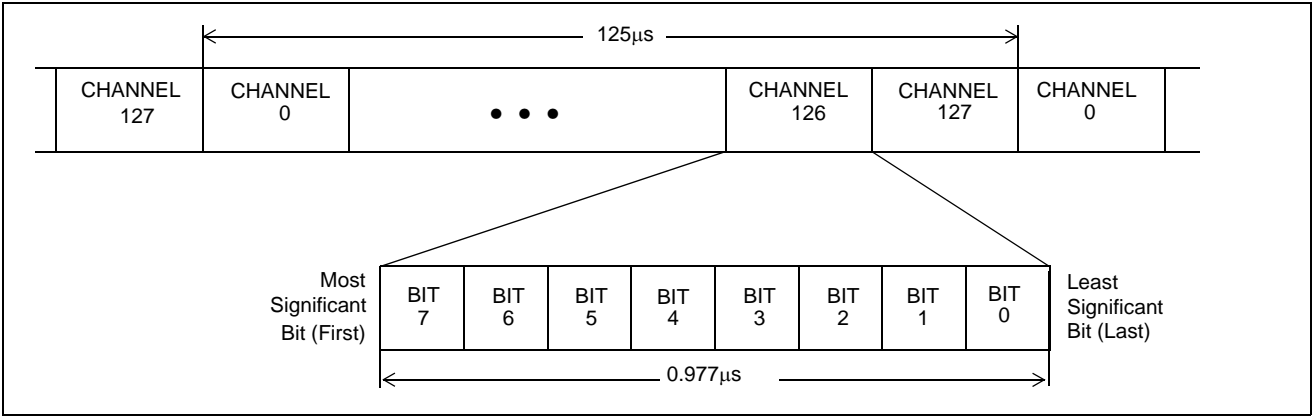 125μs
CHANNEL 127
CHANNEL 0
• • •
CHANNEL 126
CHANNEL 127
CHANNEL 0
Most
Significant
Bit (First)
BIT 7
BIT 6
BIT 5
BIT 4
BIT 3
BIT 2
BIT 1
BIT 0
Least
Significant
Bit (Last)
0.977μs